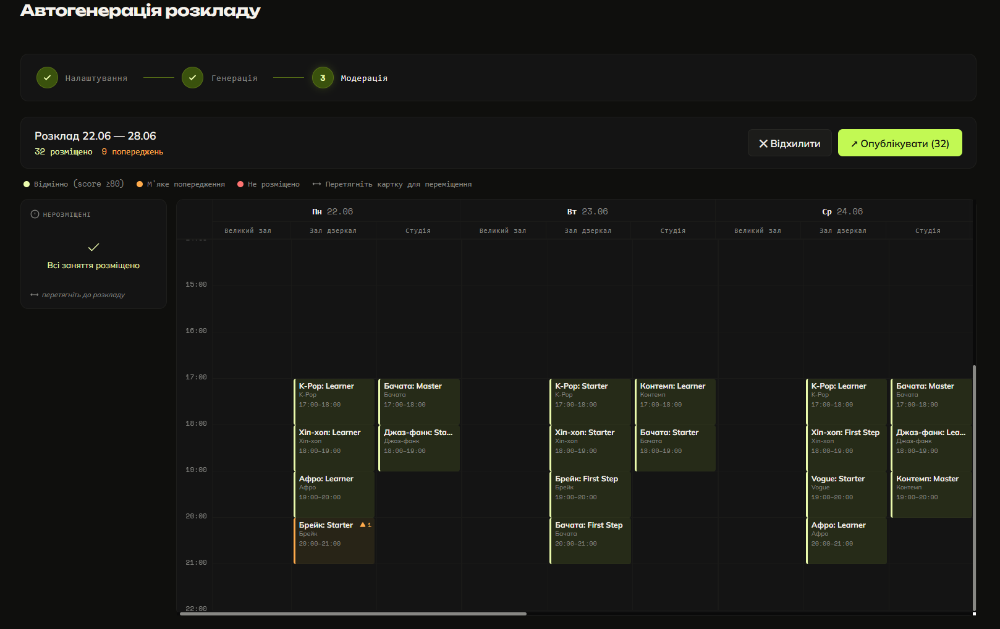 Автогенерація розкладу
Налаштування
Генерація
3 Модерація
Розклад 22.06 — 28.06
32 розміщено 9 попереджень
Відхилити
↗ Опублікувати (32)
Відмінно (score ≥80) М'яке попередження Не розміщено ↔ Перетягніть картку для переміщення
НЕРОЗМІЩЕНІ
Всі заняття розміщено
↔ перетягніть до розкладу
Пн 22.06 Вт 23.06 Ср 24.06
Великий зал Зал дзеркал Студія Великий зал Зал дзеркал Студія Великий зал Зал дзеркал Студія
15:00
16:00
17:00
K-Pop: Learner Бачата: Master K-Pop: Starter Контемп: Learner K-Pop: Learner Бачата: Master
K-Pop Бачата K-Pop Контемп K-Pop Бачата
17:00–18:00 17:00–18:00 17:00–18:00 17:00–18:00 17:00–18:00 17:00–18:00
18:00
Хіп-хоп: Learner Джаз-фанк: Sta... Хіп-хоп: Starter Бачата: Starter Хіп-хоп: First Step Джаз-фанк: Lea...
Хіп-хоп Джаз-фанк Хіп-хоп Бачата Хіп-хоп Джаз-фанк
18:00–19:00 18:00–19:00 18:00–19:00 18:00–19:00 18:00–19:00 18:00–19:00
19:00
Афро: Learner Брейк: First Step Vogue: Starter Контемп: Master
Афро Брейк Vogue Контемп
19:00–20:00 19:00–20:00 19:00–20:00 19:00–20:00
20:00
Брейк: Starter 1 Бачата: First Step Афро: Learner
Брейк Бачата Афро
20:00–21:00 20:00–21:00 20:00–21:00
21:00
22:00